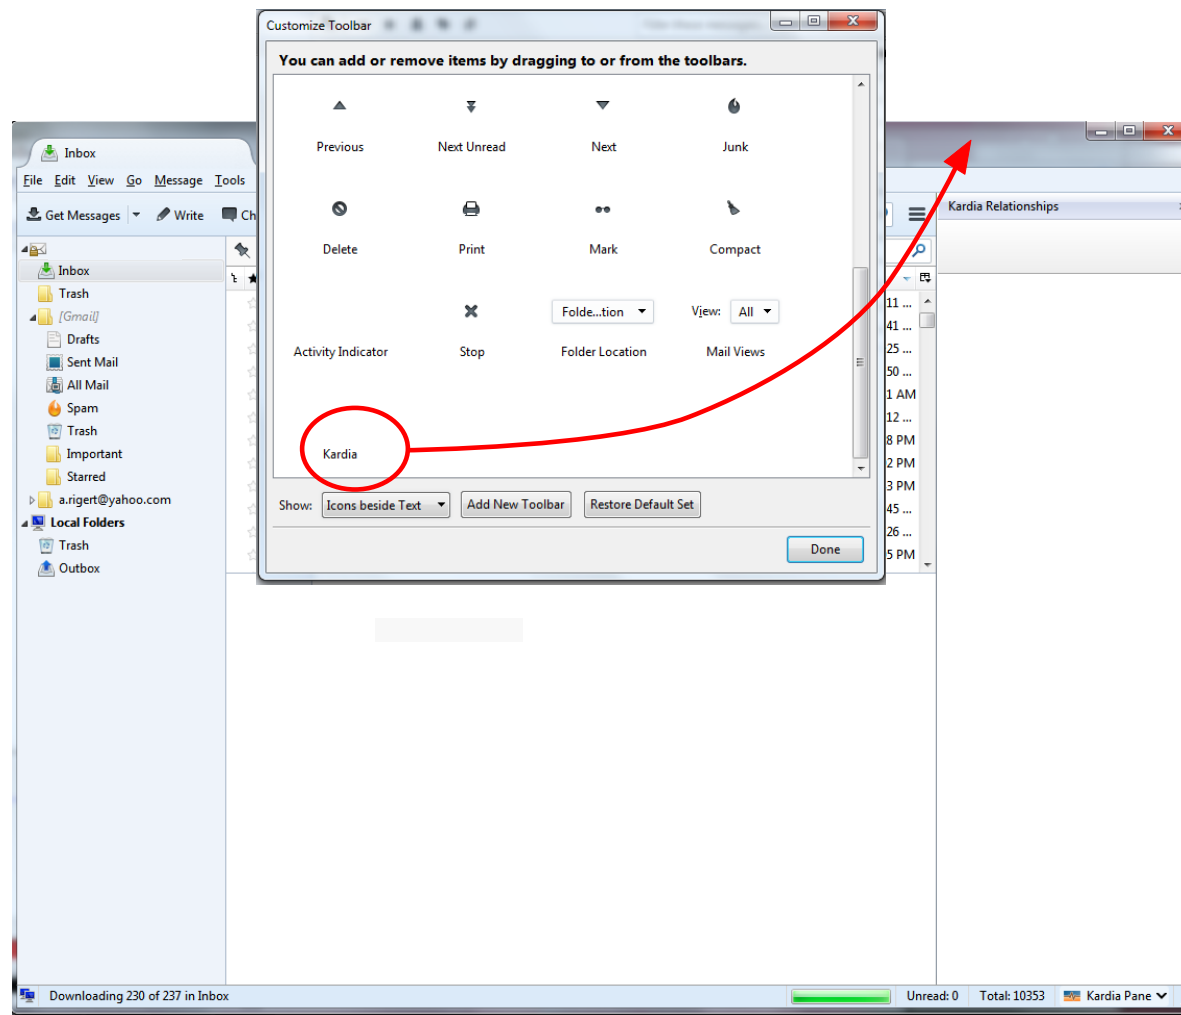 Customize Toolbar
You can add or remove items by dragging to or from the toolbars.
Previous Next Unread Next Junk
Delete Print Mark Compact
Folde...tion View: All
Activity Indicator Stop Folder Location Mail Views
Kardia
Show: Icons beside Text Add New Toolbar Restore Default Set
Done
Inbox
File Edit View Go Message Tools
Get Messages Write Ch
Kardia Relationships
Inbox
Trash
[Gmail]
Drafts
Sent Mail
All Mail
Spam
Trash
Important
Starred
a.rigert@yahoo.com
Local Folders
Trash
Outbox
11 ...
41 ...
25 ...
50 ...
1 AM
12 ...
8 PM
2 PM
3 PM
45 ...
26 ...
5 PM
Downloading 230 of 237 in Inbox Unread: 0 Total: 10353 Kardia Pane